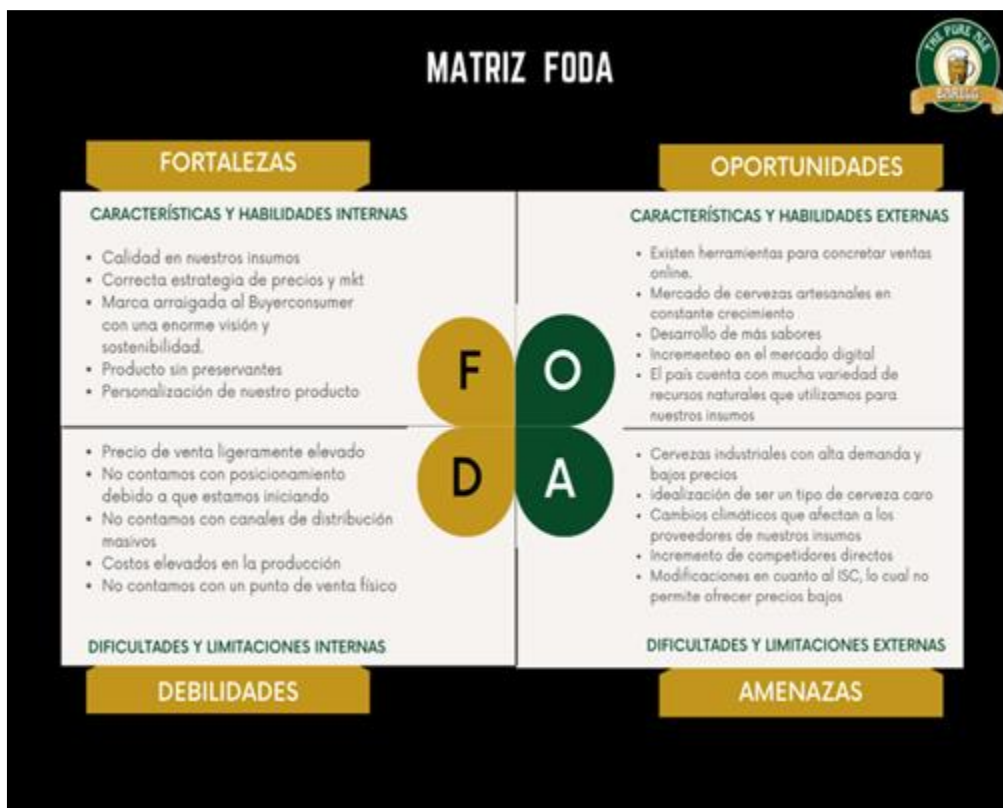 MATRIZ FODA
THE PURE ALE
BARLEG
FORTALEZAS
CARACTERÍSTICAS Y HABILIDADES INTERNAS
• Calidad en nuestros insumos
• Correcta estrategia de precios y mkt
• Marca arraigada al Buyerconsumer
con una enorme visión y
sostenibilidad.
• Producto sin preservantes
• Personalización de nuestro producto
OPORTUNIDADES
CARACTERÍSTICAS Y HABILIDADES EXTERNAS
• Existen herramientas para concretar ventas
online.
• Mercado de cervezas artesanales en
constante crecimiento
• Desarrollo de más sabores
• Incrementeo en el mercado digital
• El país cuenta con mucha variedad de
recursos naturales que utilizamos para
nuestros insumos
F
O
D
A
• Precio de venta ligeramente elevado
• No contamos con posicionamiento
debido a que estamos iniciando
• No contamos con canales de distribución
masivos
• Costos elevados en la producción
• No contamos con un punto de venta físico
DIFICULTADES Y LIMITACIONES INTERNAS
DEBILIDADES
• Cervezas industriales con alta demanda y
bajos precios
• idealización de ser un tipo de cerveza caro
• Cambios climáticos que afectan a los
proveedores de nuestros insumos
• Incremento de competidores directos
• Modificaciones en cuanto al ISC, lo cual no
permite ofrecer precios bajos
DIFICULTADES Y LIMITACIONES EXTERNAS
AMENAZAS